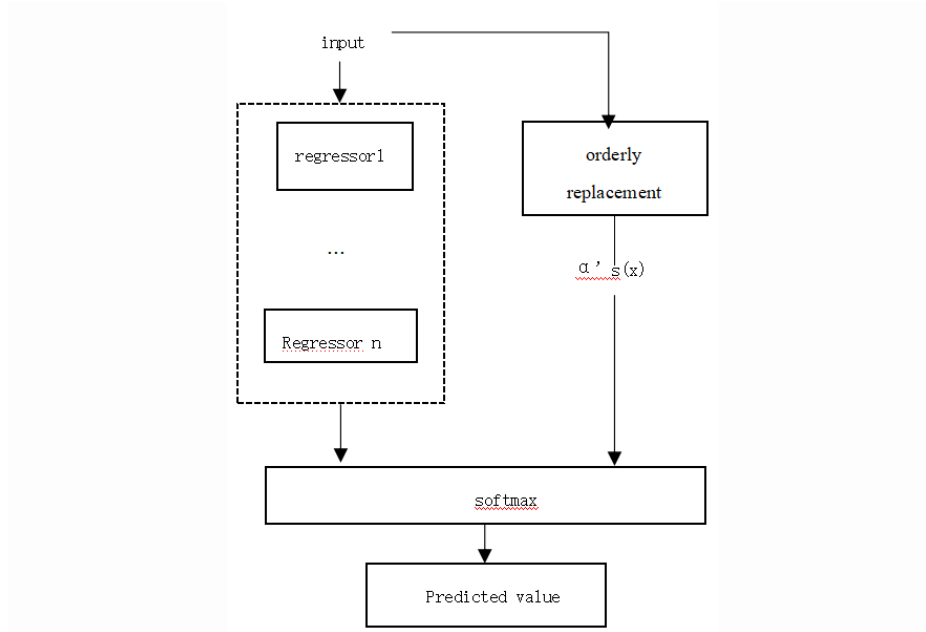 input
regressor1
...
Regressor n
orderly
replacement
α’s(x)
softmax
Predicted value